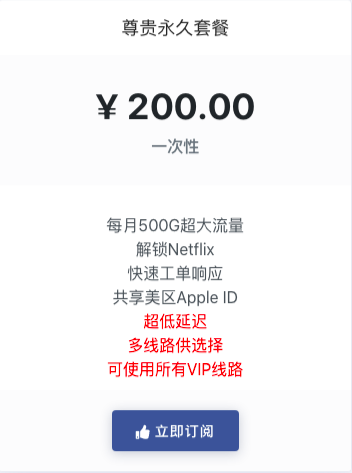 尊贵永久套餐
¥ 200.00
一次性
每月500G超大流量
解锁Netflix
快速工单响应
共享美区Apple ID
超低延迟
多线路供选择
可使用所有VIP线路
立即订阅